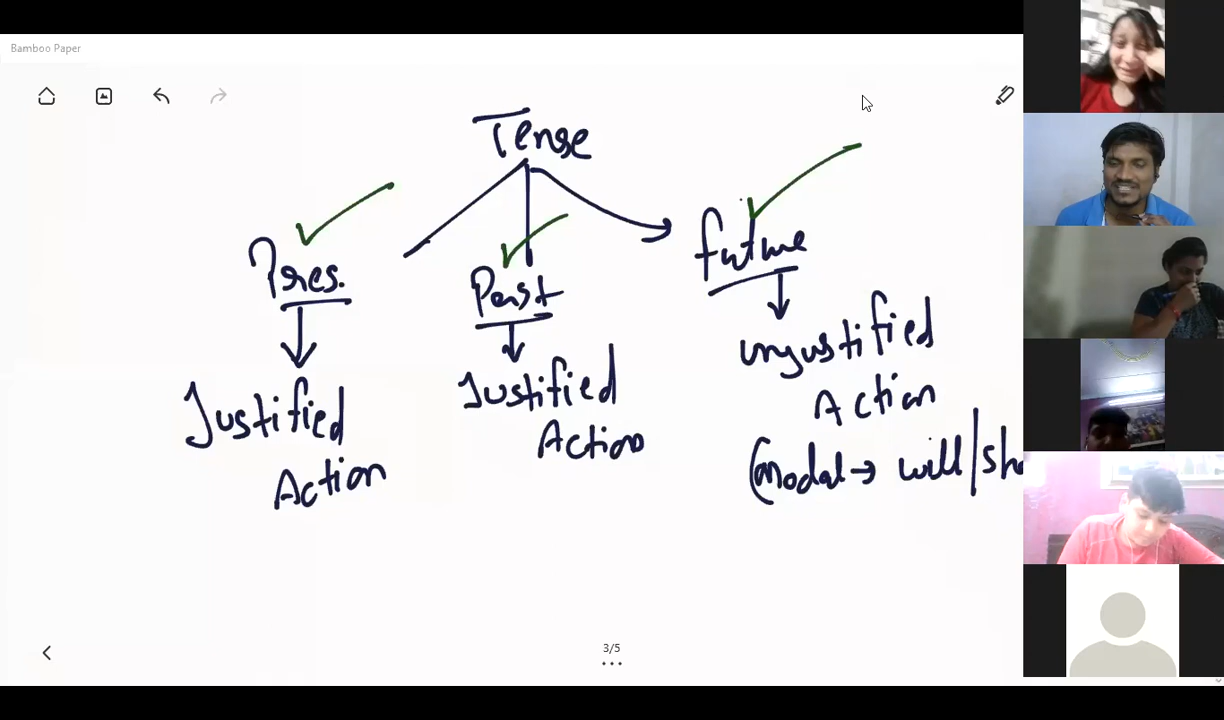 Bamboo Paper
Tense
Pres.
Past
future
Justified
Action
Justified
Action
unjustified
Action
(modal → will/sh
3/5